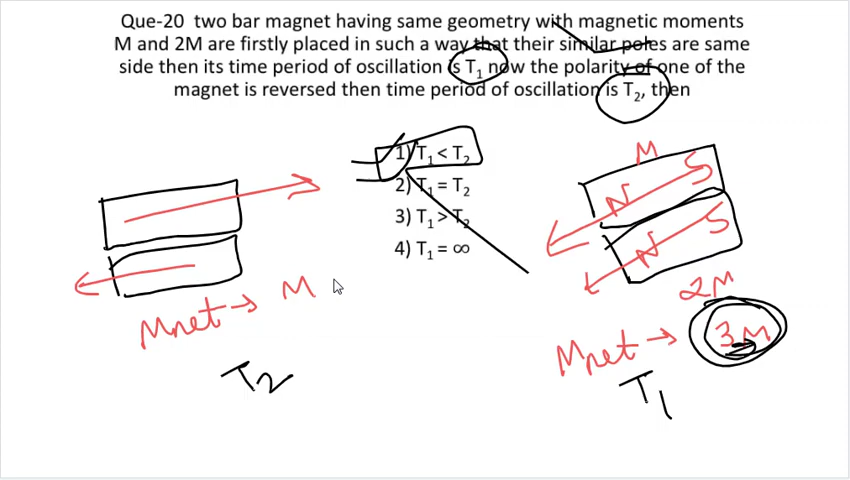 Que-20 two bar magnet having same geometry with magnetic moments
M and 2M are firstly placed in such a way that their similar poles are same
side then its time period of oscillation is T₁ now the polarity of one of the
magnet is reversed then time period of oscillation is T₂, then
1) T₁ < T₂
2) T₁ = T₂
3) T₁ > T₂
4) T₁ = ∞
M
N S
N S
2M
Mnet → M
Mnet → 3M
T₂
T₁